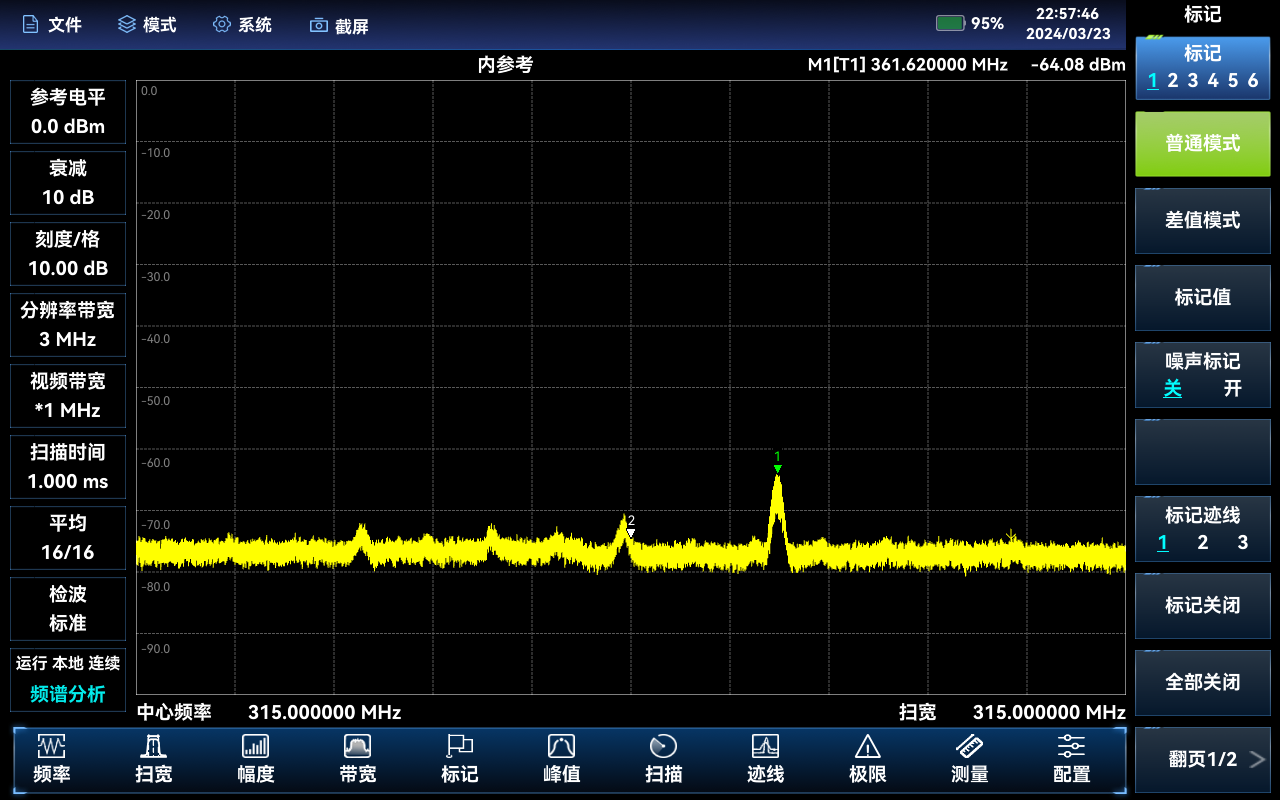 文件 模式 系统 截屏 95% 22:57:46
2024/03/23
内参考 M1[T1] 361.620000 MHz -64.08 dBm
参考电平
0.0 dBm
衰减
10 dB
刻度/格
10.00 dB
分辨率带宽
3 MHz
视频带宽
*1 MHz
扫描时间
1.000 ms
平均
16/16
检波
标准
运行 本地 连续
频谱分析
0.0
-10.0
-20.0
-30.0
-40.0
-50.0
-60.0
-70.0
-80.0
-90.0
1
2
中心频率 315.000000 MHz 扫宽 315.000000 MHz
标记
标记
1 2 3 4 5 6
普通模式
差值模式
标记值
噪声标记
关 开
标记迹线
1 2 3
标记关闭
全部关闭
翻页1/2
频率 扫宽 幅度 带宽 标记 峰值 扫描 迹线 极限 测量 配置